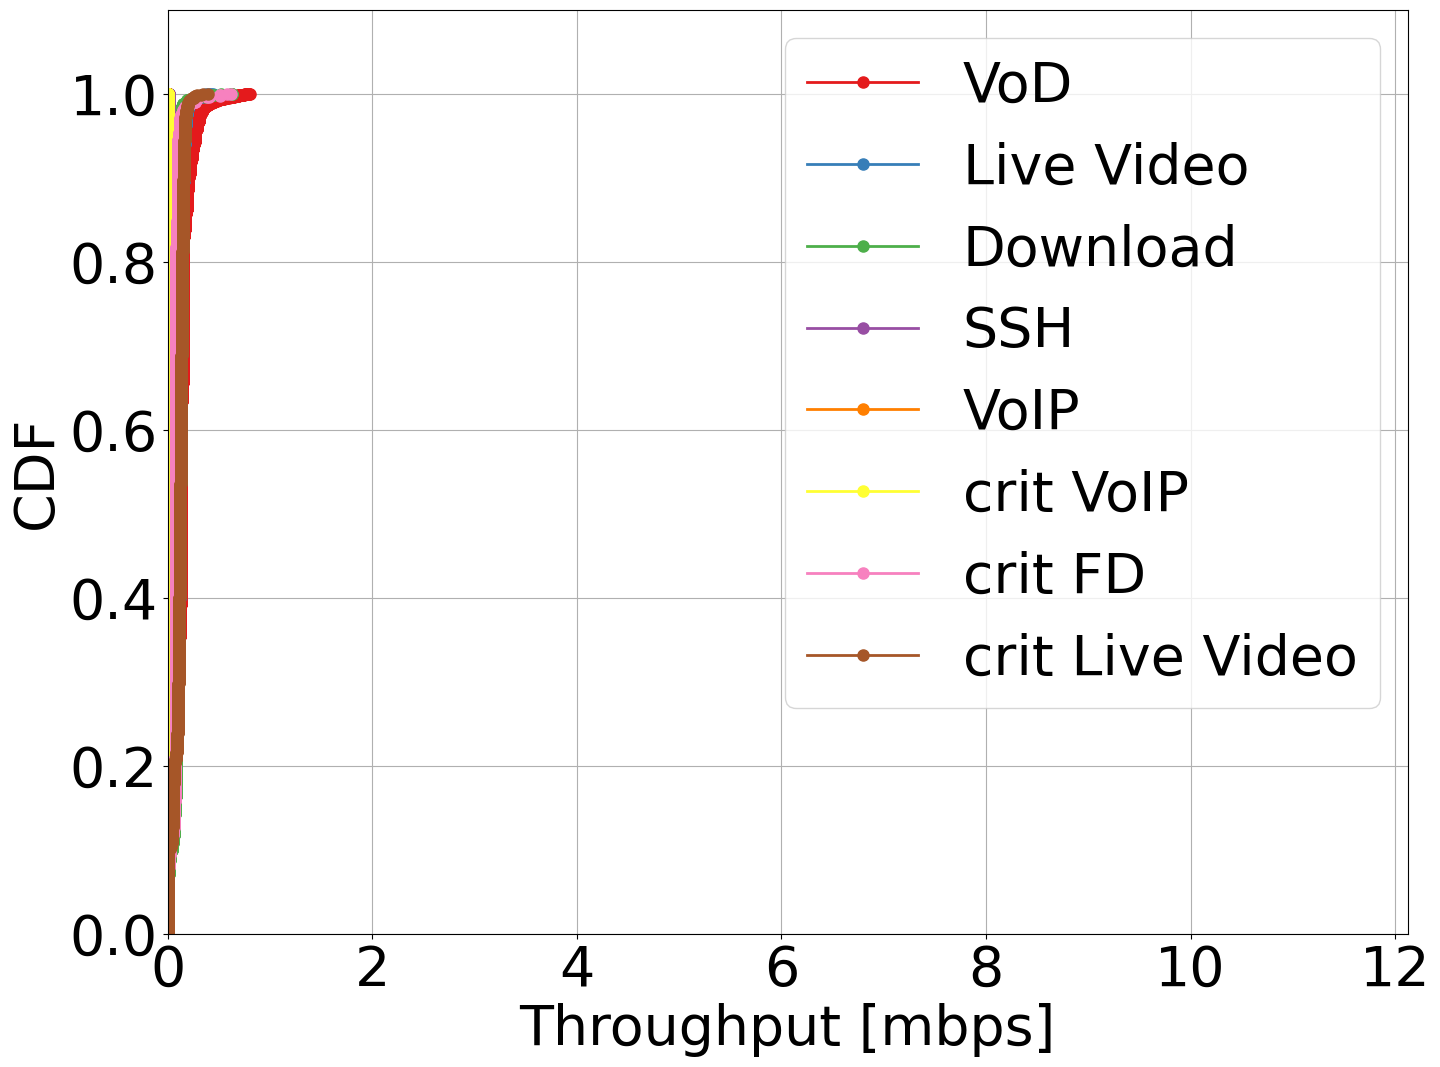 1.0
0.8
0.6
0.4
0.2
0.0
CDF
0 2 4 6 8 10 12
Throughput [mbps]
VoD
Live Video
Download
SSH
VoIP
crit VoIP
crit FD
crit Live Video